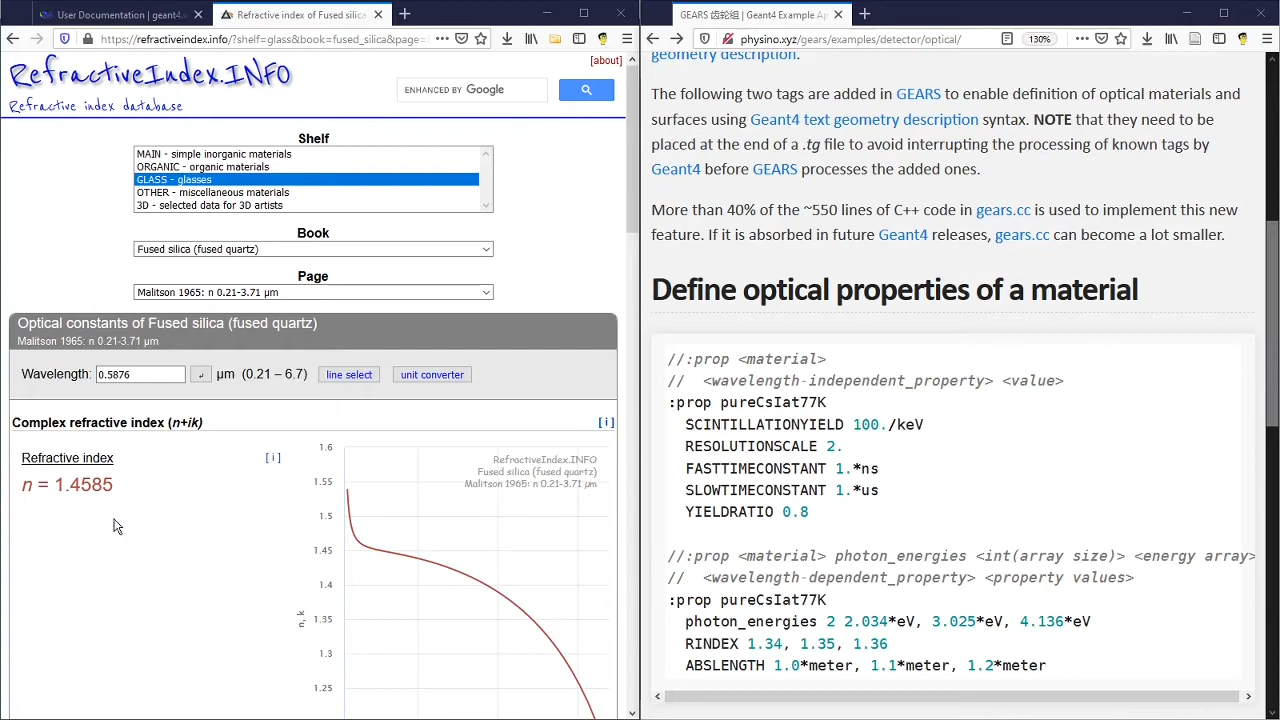 User Documentation | geant4.
Refractive index of Fused silica
https://refractiveindex.info/?shelf=glass&book=fused_silica&page=
RefractiveIndex.INFO
Refractive index database
[about]
ENHANCED BY Google
Shelf
MAIN - simple inorganic materials
ORGANIC - organic materials
GLASS - glasses
OTHER - miscellaneous materials
3D - selected data for 3D artists
Book
Fused silica (fused quartz)
Page
Malitson 1965: n 0.21-3.71 µm
Optical constants of Fused silica (fused quartz)
Malitson 1965: n 0.21-3.71 µm
Wavelength: 0.5876 µm (0.21 – 6.7) line select unit converter
Complex refractive index (n+ik) [ i ]
Refractive index [ i ]
n = 1.4585
RefractiveIndex.INFO
Fused silica (fused quartz)
Malitson 1965: n 0.21-3.71 µm
1.6
1.55
1.5
1.45
1.4
1.35
1.3
1.25
n, k
GEARS 齿轮组 | Geant4 Example Ap
physino.xyz/gears/examples/detector/optical/ 130%
geometry description.
The following two tags are added in GEARS to enable definition of optical materials and
surfaces using Geant4 text geometry description syntax. NOTE that they need to be
placed at the end of a .tg file to avoid interrupting the processing of known tags by
Geant4 before GEARS processes the added ones.
More than 40% of the ~550 lines of C++ code in gears.cc is used to implement this new
feature. If it is absorbed in future Geant4 releases, gears.cc can become a lot smaller.
Define optical properties of a material
//:prop <material>
// <wavelength-independent_property> <value>
:prop pureCsIat77K
SCINTILLATIONYIELD 100./keV
RESOLUTIONSCALE 2.
FASTTIMECONSTANT 1.*ns
SLOWTIMECONSTANT 1.*us
YIELDRATIO 0.8
//:prop <material> photon_energies <int(array size)> <energy array>
// <wavelength-dependent_property> <property values>
:prop pureCsIat77K
photon_energies 2 2.034*eV, 3.025*eV, 4.136*eV
RINDEX 1.34, 1.35, 1.36
ABSLENGTH 1.0*meter, 1.1*meter, 1.2*meter